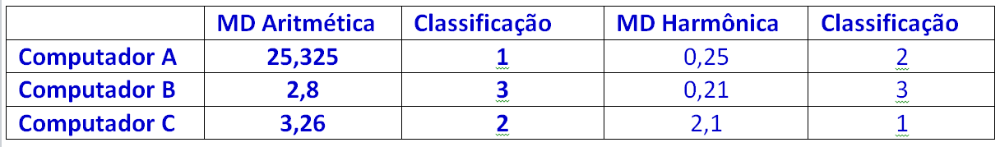 MD Aritmética Classificação MD Harmônica Classificação
Computador A 25,325 1 0,25 2
Computador B 2,8 3 0,21 3
Computador C 3,26 2 2,1 1